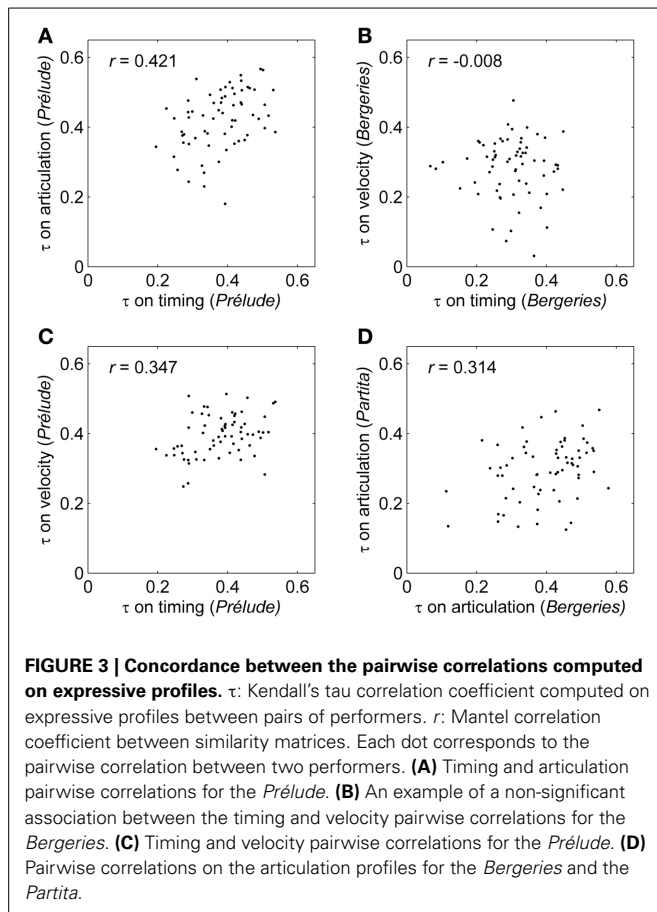 A
B
0.6
r = 0.421
0.4
0.2
0
τ on articulation (Prélude)
0
0.2
0.4
0.6
τ on timing (Prélude)
0.6
r = -0.008
0.4
0.2
0
τ on velocity (Bergeries)
0
0.2
0.4
0.6
τ on timing (Bergeries)
C
D
0.6
r = 0.347
0.4
0.2
0
τ on velocity (Prélude)
0
0.2
0.4
0.6
τ on timing (Prélude)
0.6
r = 0.314
0.4
0.2
0
τ on articulation (Partita)
0
0.2
0.4
0.6
τ on articulation (Bergeries)
FIGURE 3 | Concordance between the pairwise correlations computed
on expressive profiles. τ: Kendall's tau correlation coefficient computed on
expressive profiles between pairs of performers. r: Mantel correlation
coefficient between similarity matrices. Each dot corresponds to the
pairwise correlation between two performers. (A) Timing and articulation
pairwise correlations for the Prélude. (B) An example of a non-significant
association between the timing and velocity pairwise correlations for the
Bergeries. (C) Timing and velocity pairwise correlations for the Prélude. (D)
Pairwise correlations on the articulation profiles for the Bergeries and the
Partita.